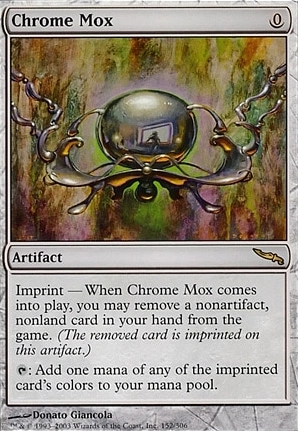 Chrome Mox 0
Artifact
Imprint — When Chrome Mox comes
into play, you may remove a nonartifact,
nonland card in your hand from the
game. (The removed card is imprinted on
this artifact.)
: Add one mana of any of the imprinted
card's colors to your mana pool.
Donato Giancola
™ & © 1993–2003 Wizards of the Coast, Inc. 152/306